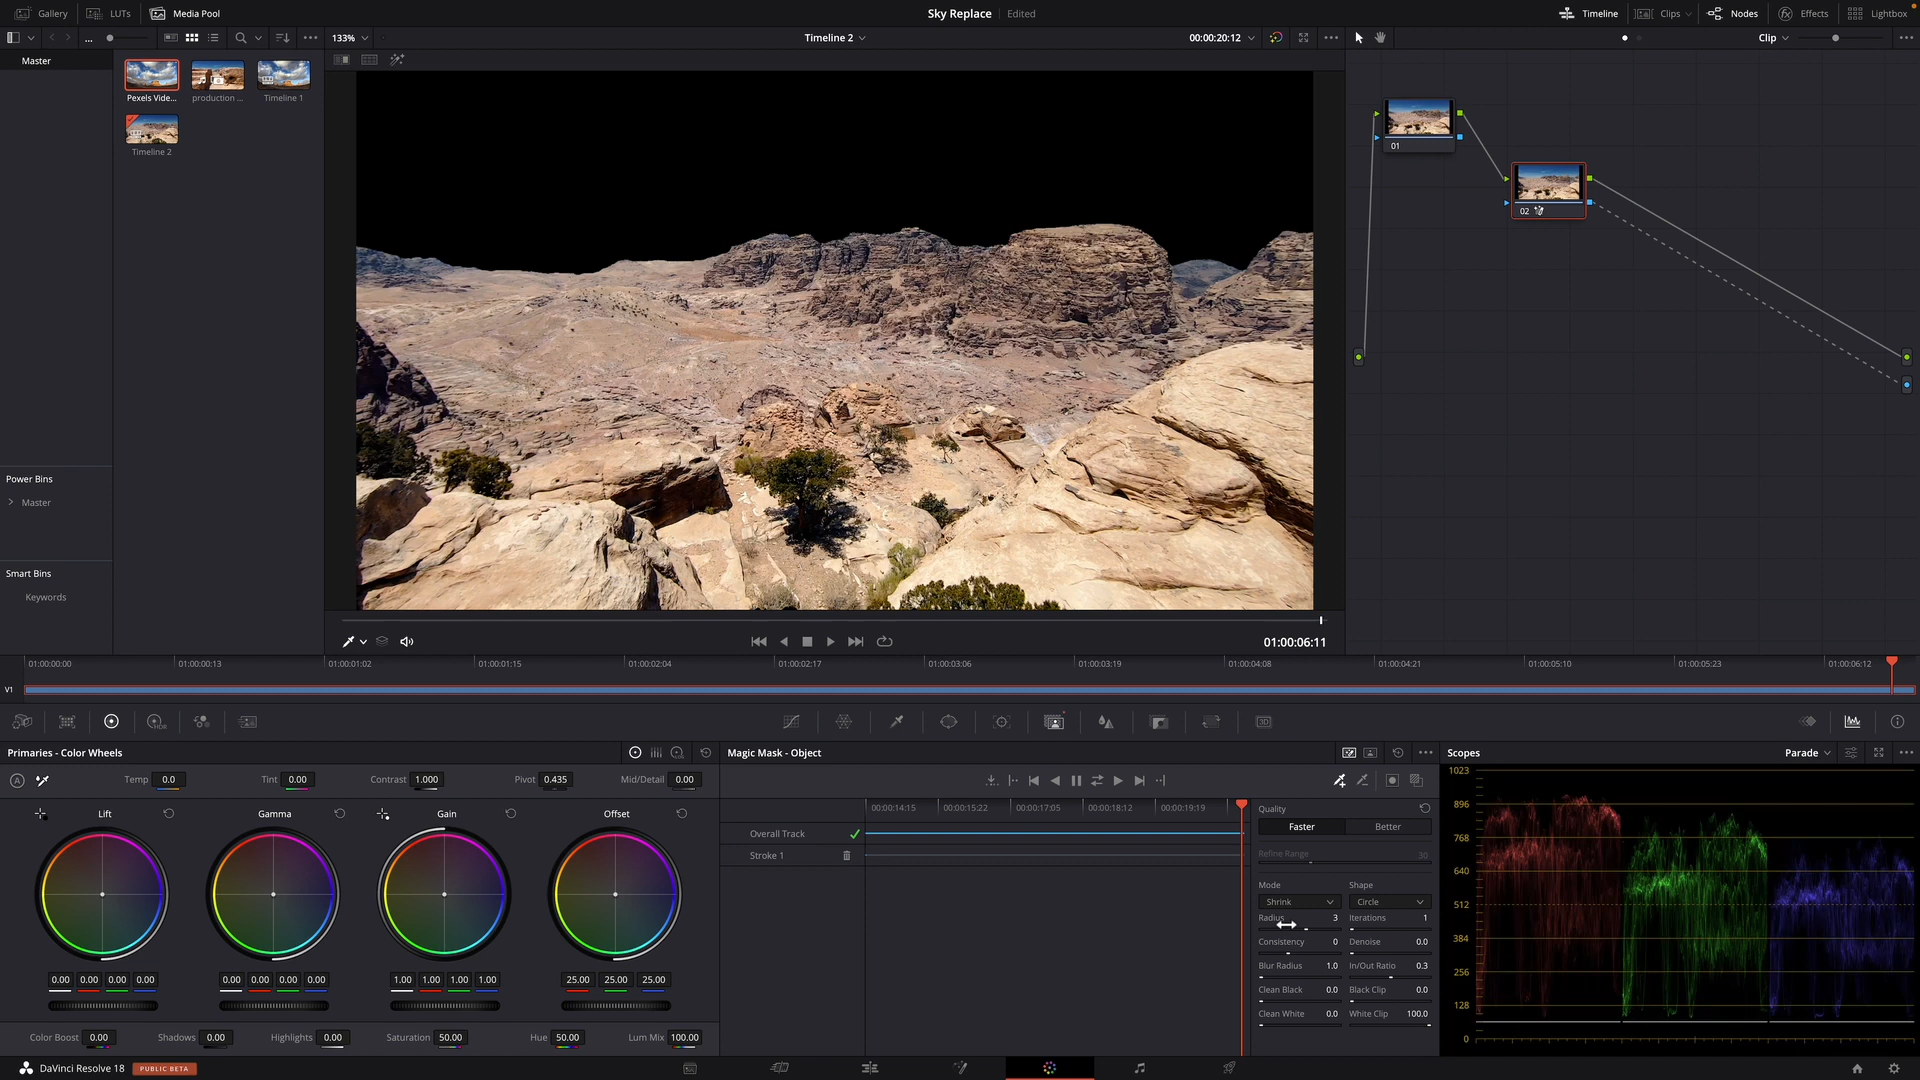 Gallery LUTs Media Pool Sky Replace Edited Timeline Clips Nodes Effects Lightbox
... 133% Timeline 2 00:00:20:12 Clip
Master
Pexels Vide... production ... Timeline 1
Timeline 2
01
02
Power Bins
Master
Smart Bins
Keywords
01:00:06:11
01:00:00:00 01:00:00:13 01:00:01:02 01:00:01:15 01:00:02:04 01:00:02:17 01:00:03:06 01:00:03:19 01:00:04:08 01:00:04:21 01:00:05:10 01:00:05:23 01:00:06:12
V1
HDR
3D
Primaries - Color Wheels Magic Mask - Object Scopes Parade
A Temp 0.0 Tint 0.00 Contrast 1.000 Pivot 0.435 Mid/Detail 0.00
Lift Gamma Gain Offset
0.00 0.00 0.00 0.00 0.00 0.00 0.00 0.00 1.00 1.00 1.00 1.00 25.00 25.00 25.00
Color Boost 0.00 Shadows 0.00 Highlights 0.00 Saturation 50.00 Hue 50.00 Lum Mix 100.00
00:00:14:15 00:00:15:22 00:00:17:05 00:00:18:12 00:00:19:19
Overall Track
Stroke 1
Quality
Faster Better
Refine Range 30
Mode Shape
Shrink Circle
Radius 3 Iterations 1
Consistency 0 Denoise 0.0
Blur Radius 1.0 In/Out Ratio 0.3
Clean Black 0.0 Black Clip 0.0
Clean White 0.0 White Clip 100.0
1023
896
768
640
512
384
256
128
0
DaVinci Resolve 18 PUBLIC BETA